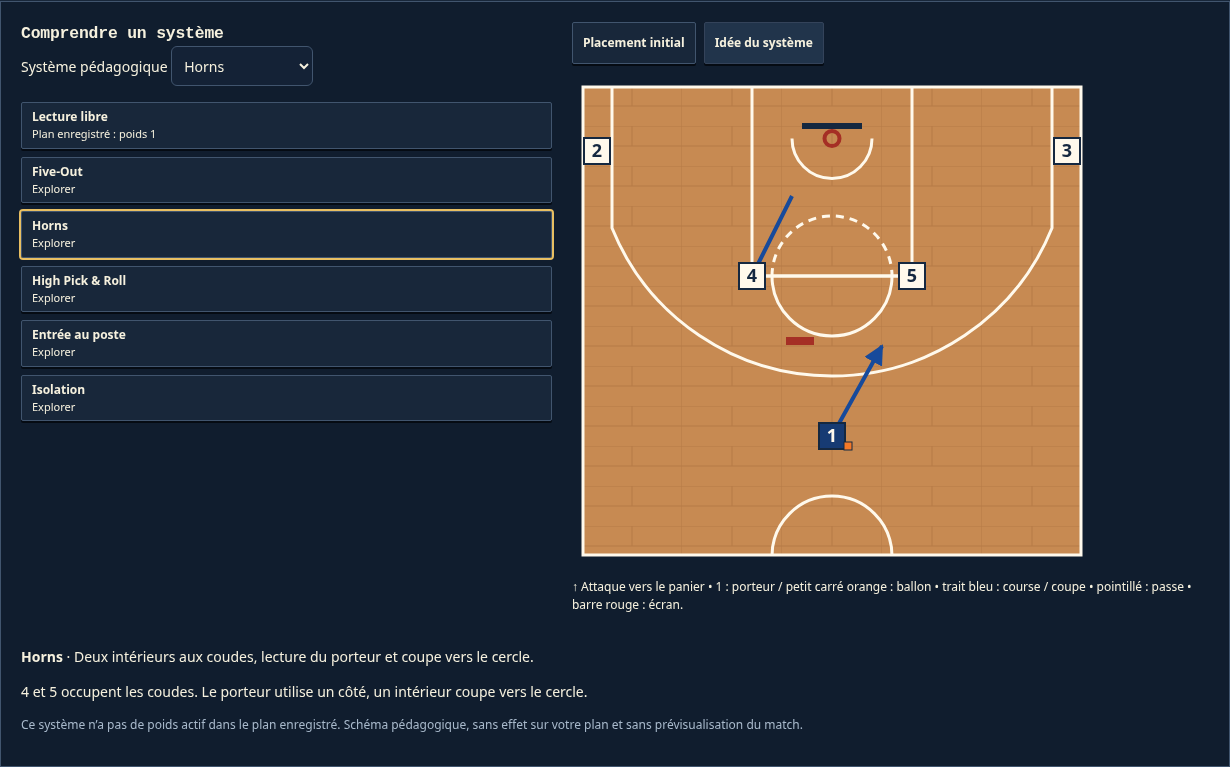 Comprendre un système
Système pédagogique Horns
Lecture libre
Plan enregistré : poids 1
Five-Out
Explorer
Horns
Explorer
High Pick & Roll
Explorer
Entrée au poste
Explorer
Isolation
Explorer
Placement initial
Idée du système
2
3
4
5
1
↑ Attaque vers le panier • 1 : porteur / petit carré orange : ballon • trait bleu : course / coupe • pointillé : passe •
barre rouge : écran.
Horns · Deux intérieurs aux coudes, lecture du porteur et coupe vers le cercle.
4 et 5 occupent les coudes. Le porteur utilise un côté, un intérieur coupe vers le cercle.
Ce système n’a pas de poids actif dans le plan enregistré. Schéma pédagogique, sans effet sur votre plan et sans prévisualisation du match.